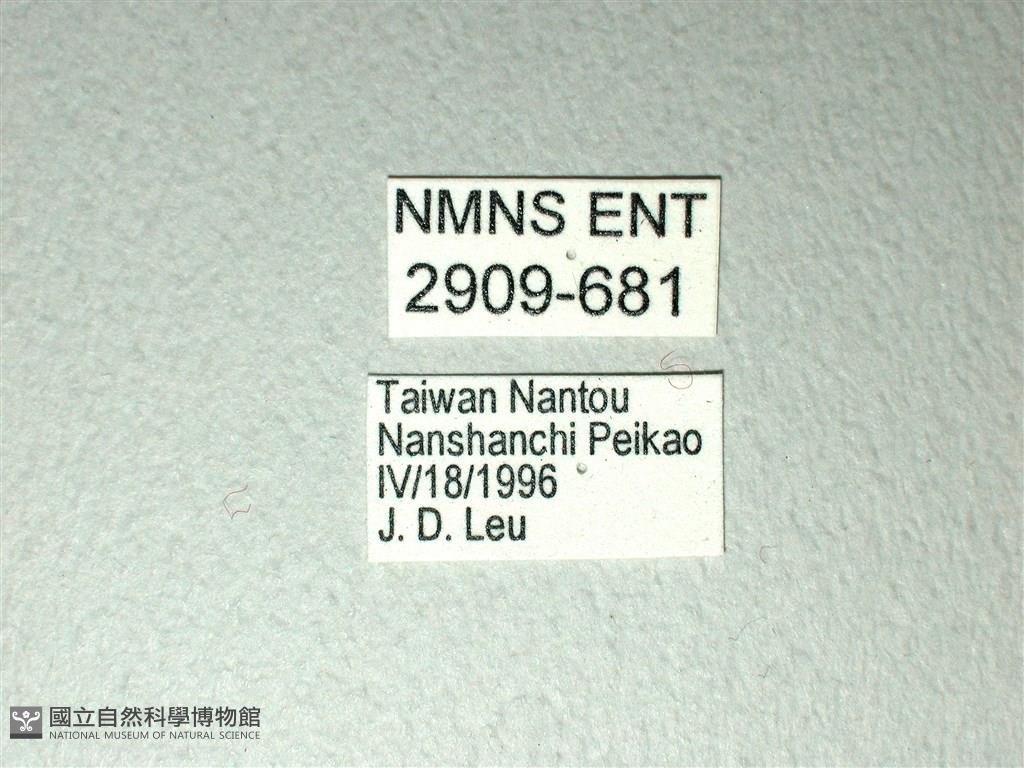 NMNS ENT
2909-681
Taiwan Nantou
Nanshanchi Peikao
IV/18/1996
J. D. Leu
國立自然科學博物館
NATIONAL MUSEUM OF NATURAL SCIENCE